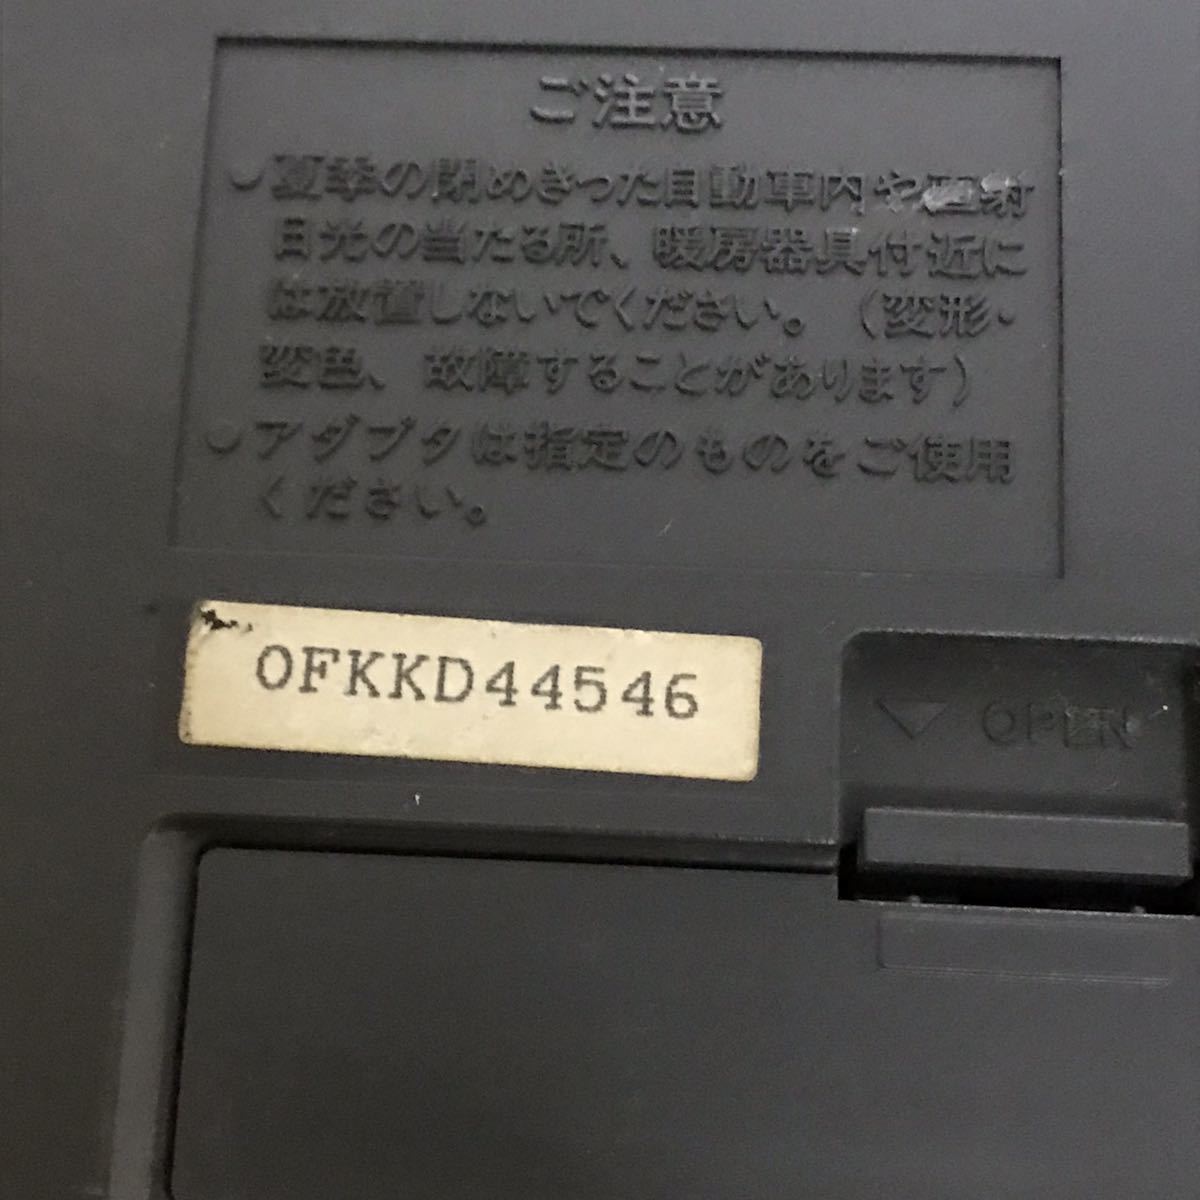 ご注意
●夏季の閉めきった自動車内や直射
日光の当たる所、暖房器具付近に
は放置しないでください。(変形・
変色、故障することがあります)
●アダプタは指定のものをご使用
ください。
0FKKD44546
▼ OPEN